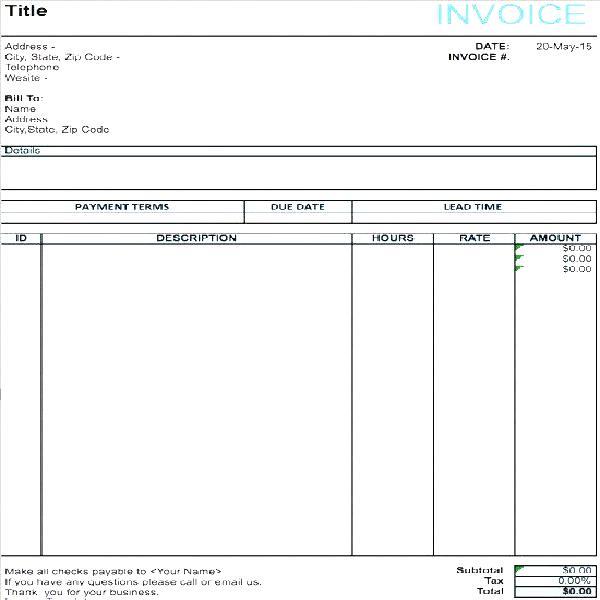 Title
INVOICE
Address -
City, State, Zip Code -
Telophone
Wesite -
DATE: 20-May-15
INVOICE #.
Bill To:
Name
Address
City,State, Zip Code
Details
PAYMENT TERMS DUE DATE LEAD TIME
ID DESCRIPTION HOURS RATE AMOUNT
$0.00
$0.00
$0.00
Make all checks payable to <Your Name>
If you have any questions please call or email us.
Thank you for your business.
Subtotal $0.00
Tax 0.00%
Total $0.00